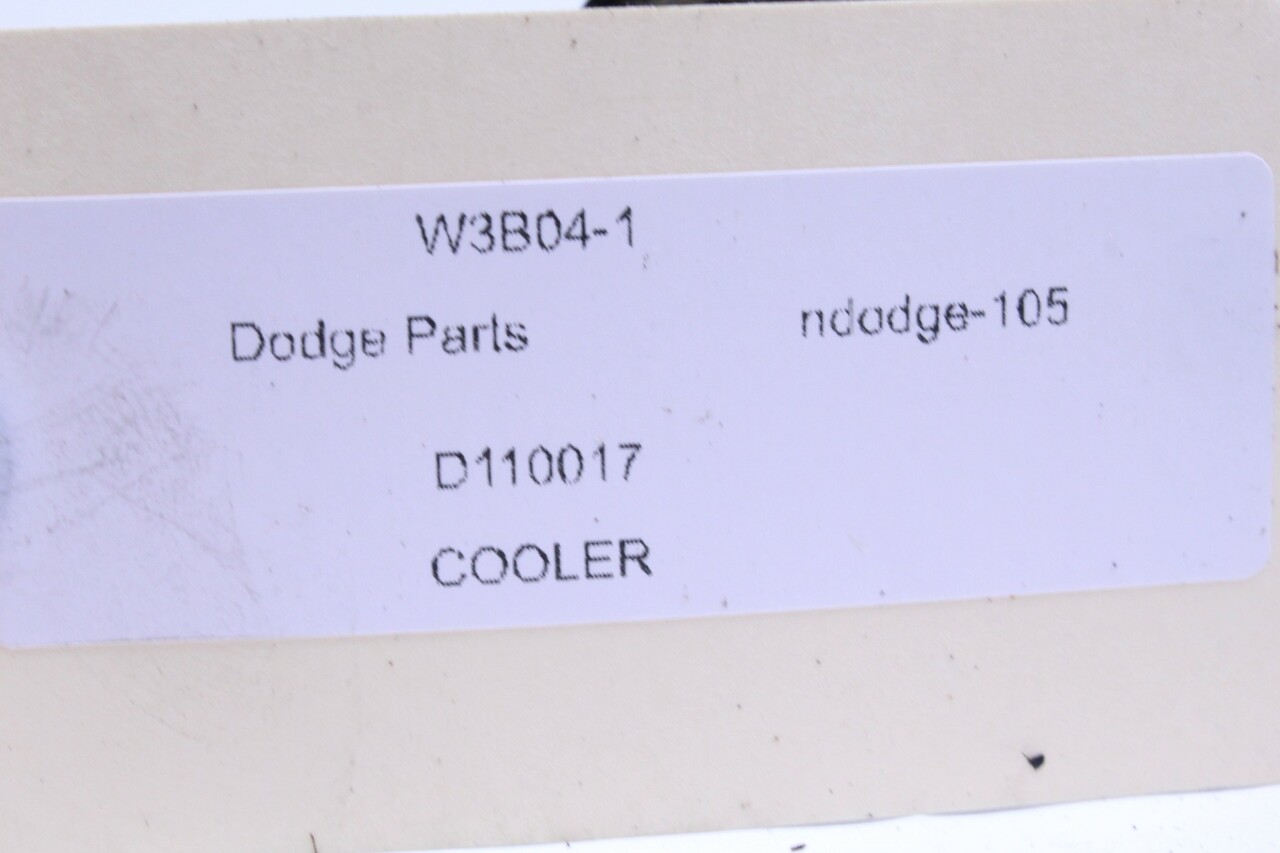 W3B04-1
Dodge Parts ndodge-105
D110017
COOLER